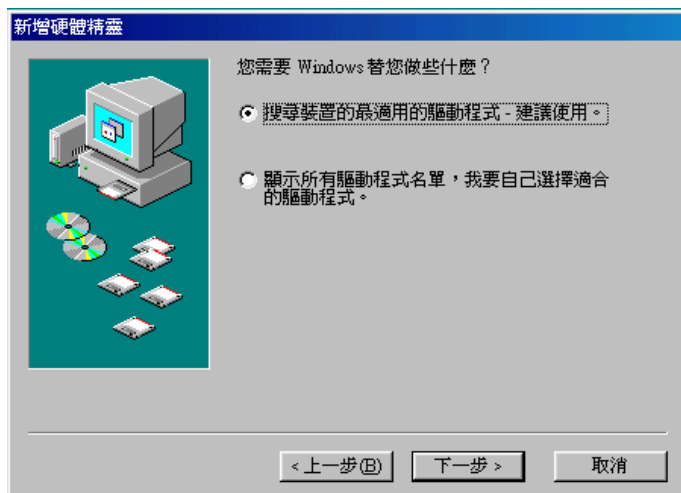 新增硬體精靈
您需要 Windows 替您做些什麼？
搜尋裝置的最適用的驅動程式 - 建議使用。
顯示所有驅動程式名單，我要自己選擇適合
的驅動程式。
<上一步(B)
下一步>
取消